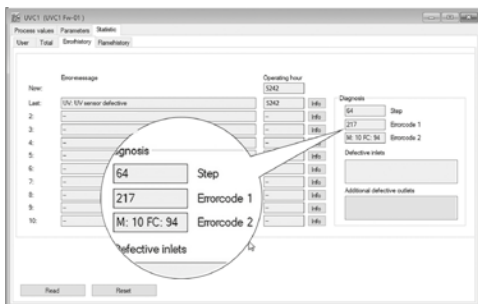 UVC1 (UVC1 Fw-01)
Process values Parameters Statistic
User Total Errorhistory Flamehistory
Error-message Operating hour
Now: 5242
Last: UV: UV sensor defective 5242 Info
2: -- -- Info
3: -- -- Info
4: -- -- Info
5: -- -- Info
6: -- -- Info
7: -- -- Info
8: -- -- Info
9: -- -- Info
10: -- -- Info
Diagnosis
64 Step
217 Errorcode 1
M: 10 FC: 94 Errorcode 2
Defective inlets
Additional defective outlets
gnosis
64 Step
217 Errorcode 1
M: 10 FC: 94 Errorcode 2
Defective inlets
Read Reset